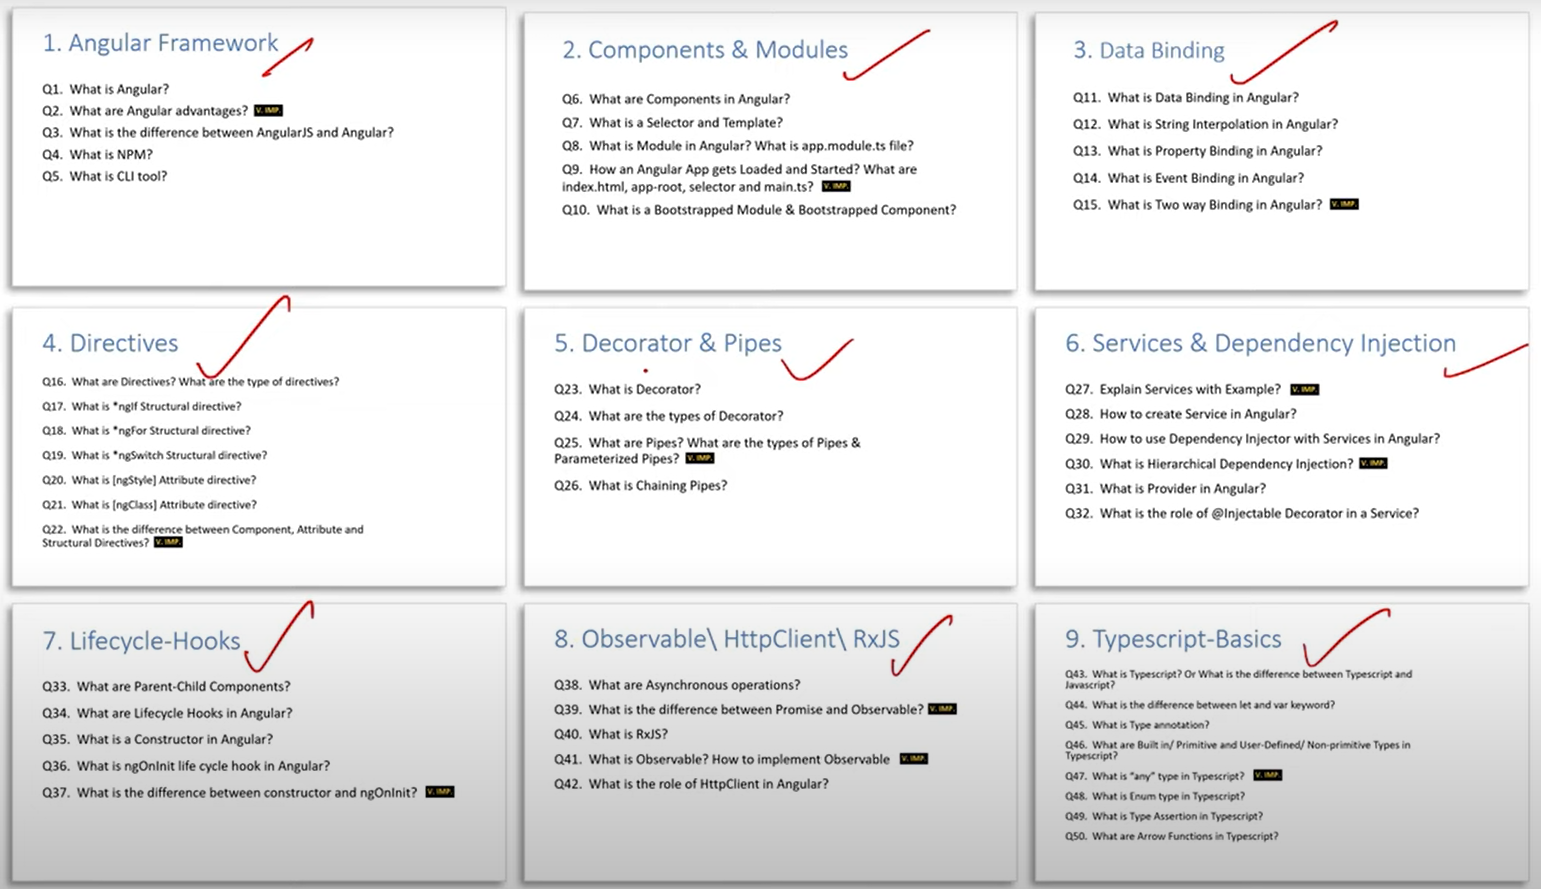 1. Angular Framework
Q1. What is Angular?
Q2. What are Angular advantages? V. IMP.
Q3. What is the difference between AngularJS and Angular?
Q4. What is NPM?
Q5. What is CLI tool?
2. Components & Modules
Q6. What are Components in Angular?
Q7. What is a Selector and Template?
Q8. What is Module in Angular? What is app.module.ts file?
Q9. How an Angular App gets Loaded and Started? What are
index.html, app-root, selector and main.ts? V. IMP.
Q10. What is a Bootstrapped Module & Bootstrapped Component?
3. Data Binding
Q11. What is Data Binding in Angular?
Q12. What is String Interpolation in Angular?
Q13. What is Property Binding in Angular?
Q14. What is Event Binding in Angular?
Q15. What is Two way Binding in Angular? V. IMP.
4. Directives
Q16. What are Directives? What are the type of directives?
Q17. What is *ngIf Structural directive?
Q18. What is *ngFor Structural directive?
Q19. What is *ngSwitch Structural directive?
Q20. What is [ngStyle] Attribute directive?
Q21. What is [ngClass] Attribute directive?
Q22. What is the difference between Component, Attribute and
Structural Directives? V. IMP.
5. Decorator & Pipes
Q23. What is Decorator?
Q24. What are the types of Decorator?
Q25. What are Pipes? What are the types of Pipes &
Parameterized Pipes? V. IMP.
Q26. What is Chaining Pipes?
6. Services & Dependency Injection
Q27. Explain Services with Example? V. IMP.
Q28. How to create Service in Angular?
Q29. How to use Dependency Injector with Services in Angular?
Q30. What is Hierarchical Dependency Injection? V. IMP.
Q31. What is Provider in Angular?
Q32. What is the role of @Injectable Decorator in a Service?
7. Lifecycle-Hooks
Q33. What are Parent-Child Components?
Q34. What are Lifecycle Hooks in Angular?
Q35. What is a Constructor in Angular?
Q36. What is ngOnInit life cycle hook in Angular?
Q37. What is the difference between constructor and ngOnInit? V. IMP.
8. Observable\ HttpClient\ RxJS
Q38. What are Asynchronous operations?
Q39. What is the difference between Promise and Observable? V. IMP.
Q40. What is RxJS?
Q41. What is Observable? How to implement Observable V. IMP.
Q42. What is the role of HttpClient in Angular?
9. Typescript-Basics
Q43. What is Typescript? Or What is the difference between Typescript and
Javascript?
Q44. What is the difference between let and var keyword?
Q45. What is Type annotation?
Q46. What are Built in/ Primitive and User-Defined/ Non-primitive Types in
Typescript?
Q47. What is "any" type in Typescript? V. IMP.
Q48. What is Enum type in Typescript?
Q49. What is Type Assertion in Typescript?
Q50. What are Arrow Functions in Typescript?